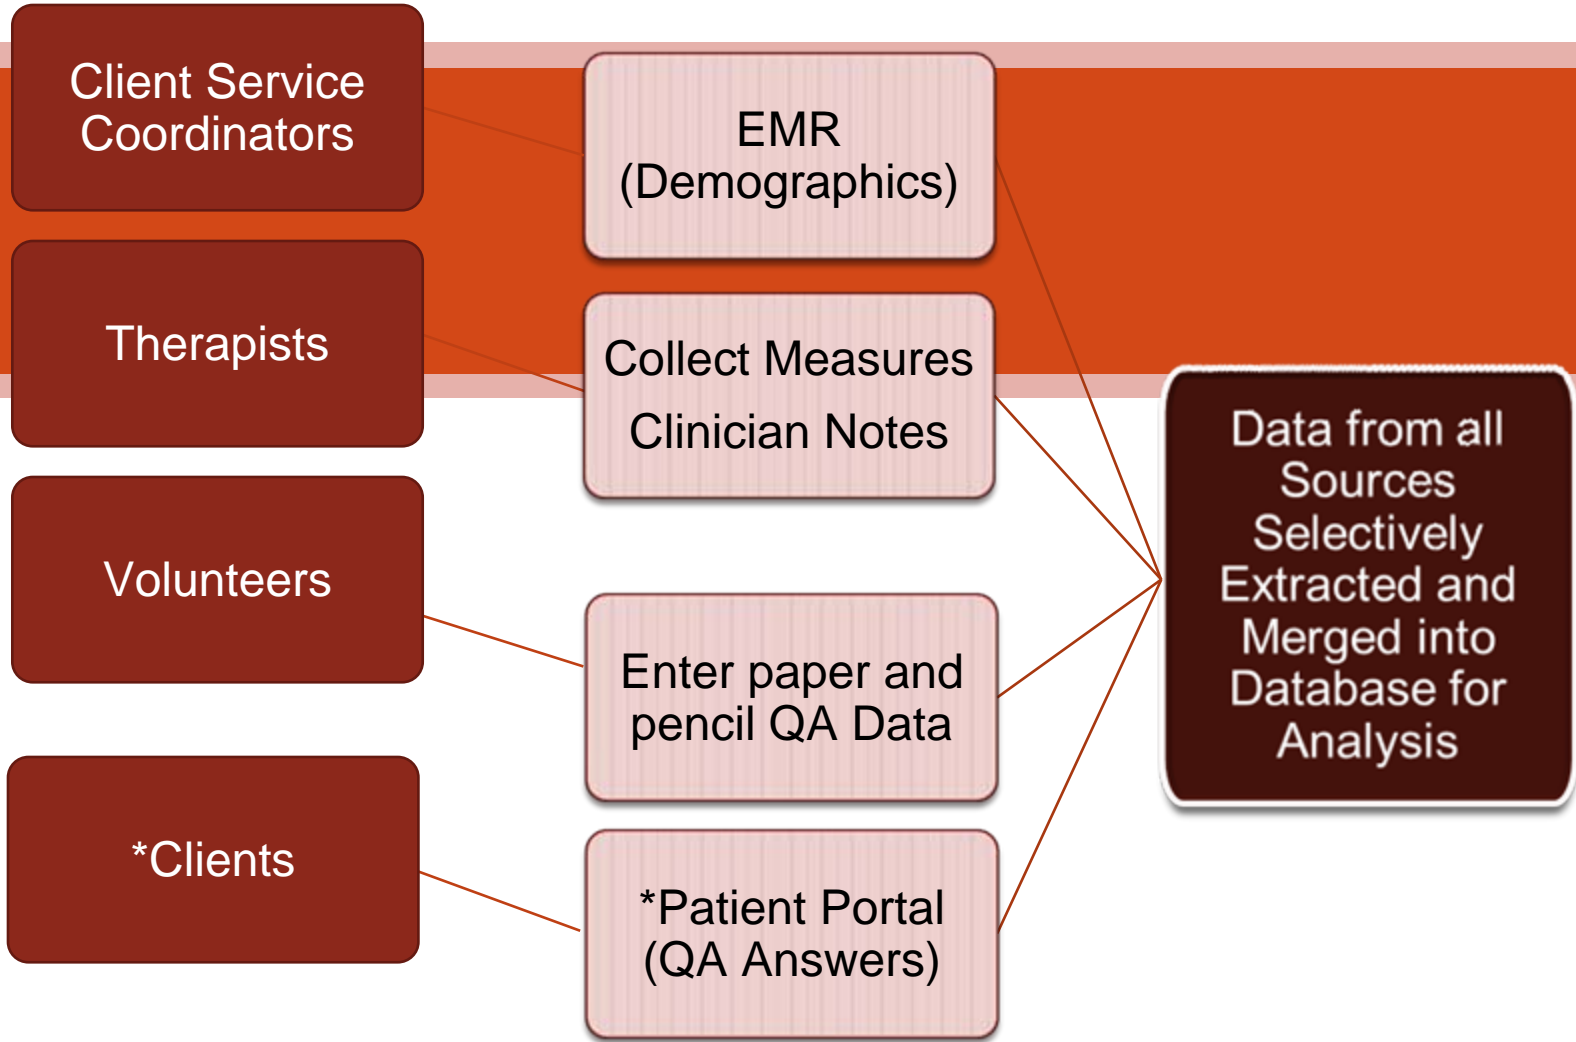 Client Service
Coordinators
EMR
(Demographics)
Therapists
Collect Measures
Clinician Notes
Volunteers
Enter paper and
pencil QA Data
*Clients
*Patient Portal
(QA Answers)
Data from all
Sources
Selectively
Extracted and
Merged into
Database for
Analysis